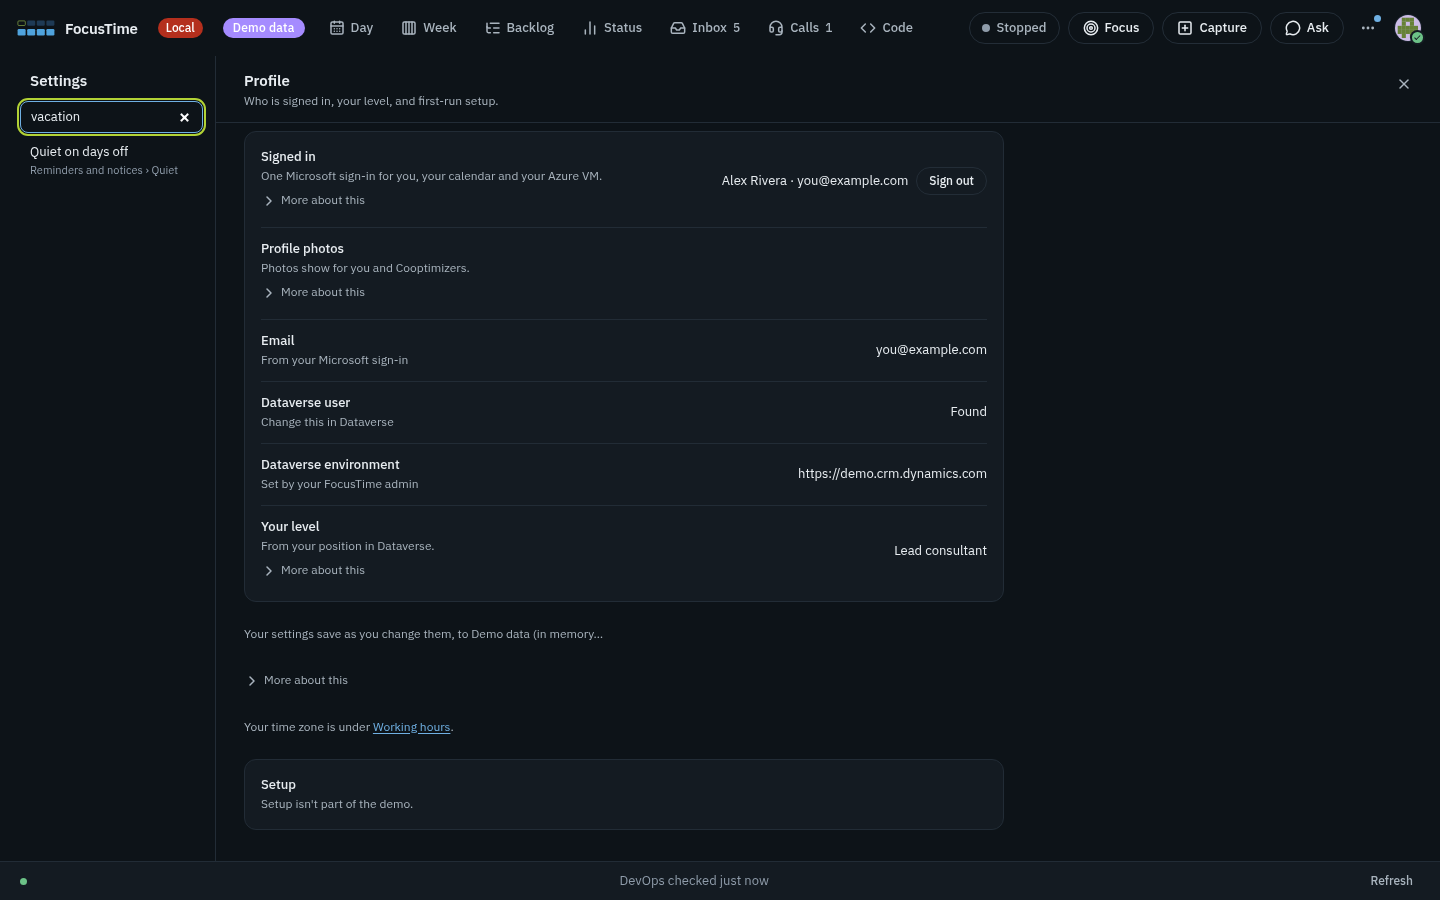 FocusTime
Local
Demo data
Day
Week
Backlog
Status
Inbox 5
Calls 1
Code
Stopped
Focus
Capture
Ask
Settings
vacation
Quiet on days off
Reminders and notices › Quiet
Profile
Who is signed in, your level, and first-run setup.
Signed in
One Microsoft sign-in for you, your calendar and your Azure VM.
More about this
Alex Rivera · you@example.com
Sign out
Profile photos
Photos show for you and Cooptimizers.
More about this
Email
From your Microsoft sign-in
you@example.com
Dataverse user
Change this in Dataverse
Found
Dataverse environment
Set by your FocusTime admin
https://demo.crm.dynamics.com
Your level
From your position in Dataverse.
More about this
Lead consultant
Your settings save as you change them, to Demo data (in memory...
More about this
Your time zone is under Working hours.
Setup
Setup isn't part of the demo.
DevOps checked just now
Refresh